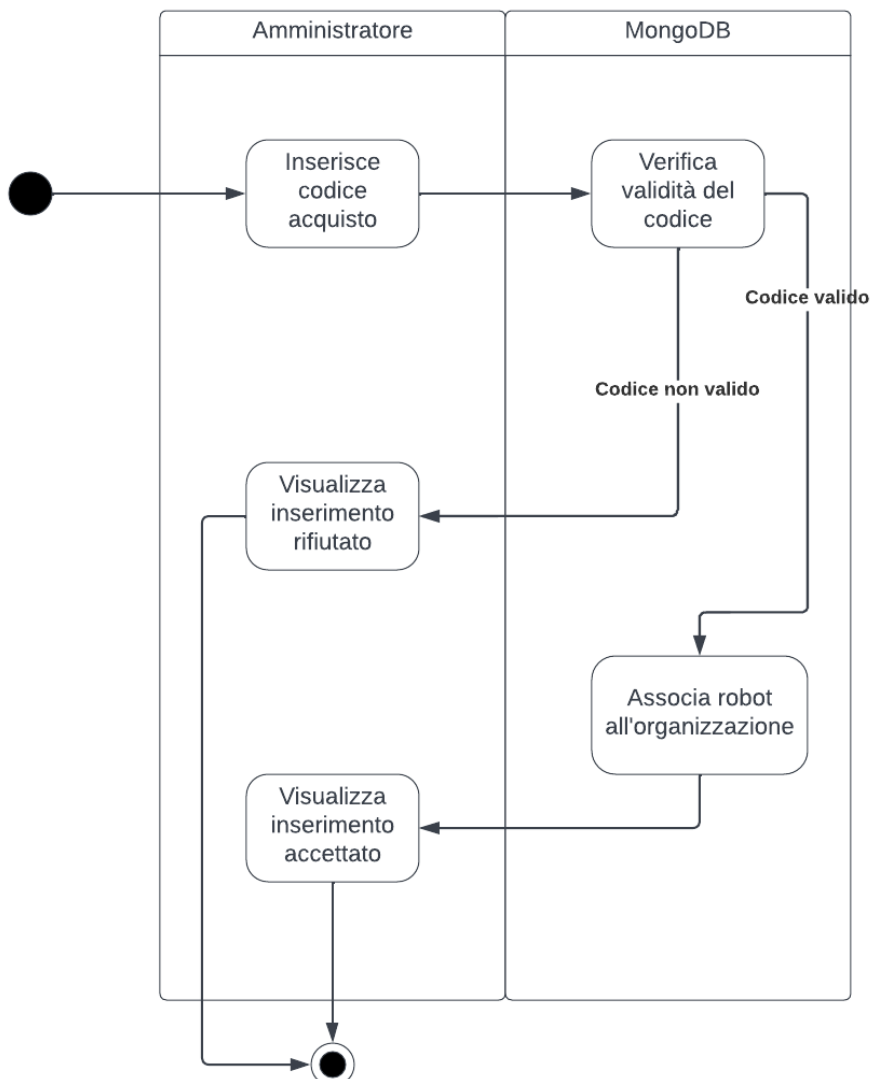 Amministratore
MongoDB
Inserisce
codice
acquisto
Verifica
validità del
codice
Codice valido
Codice non valido
Visualizza
inserimento
rifiutato
Associa robot
all'organizzazione
Visualizza
inserimento
accettato